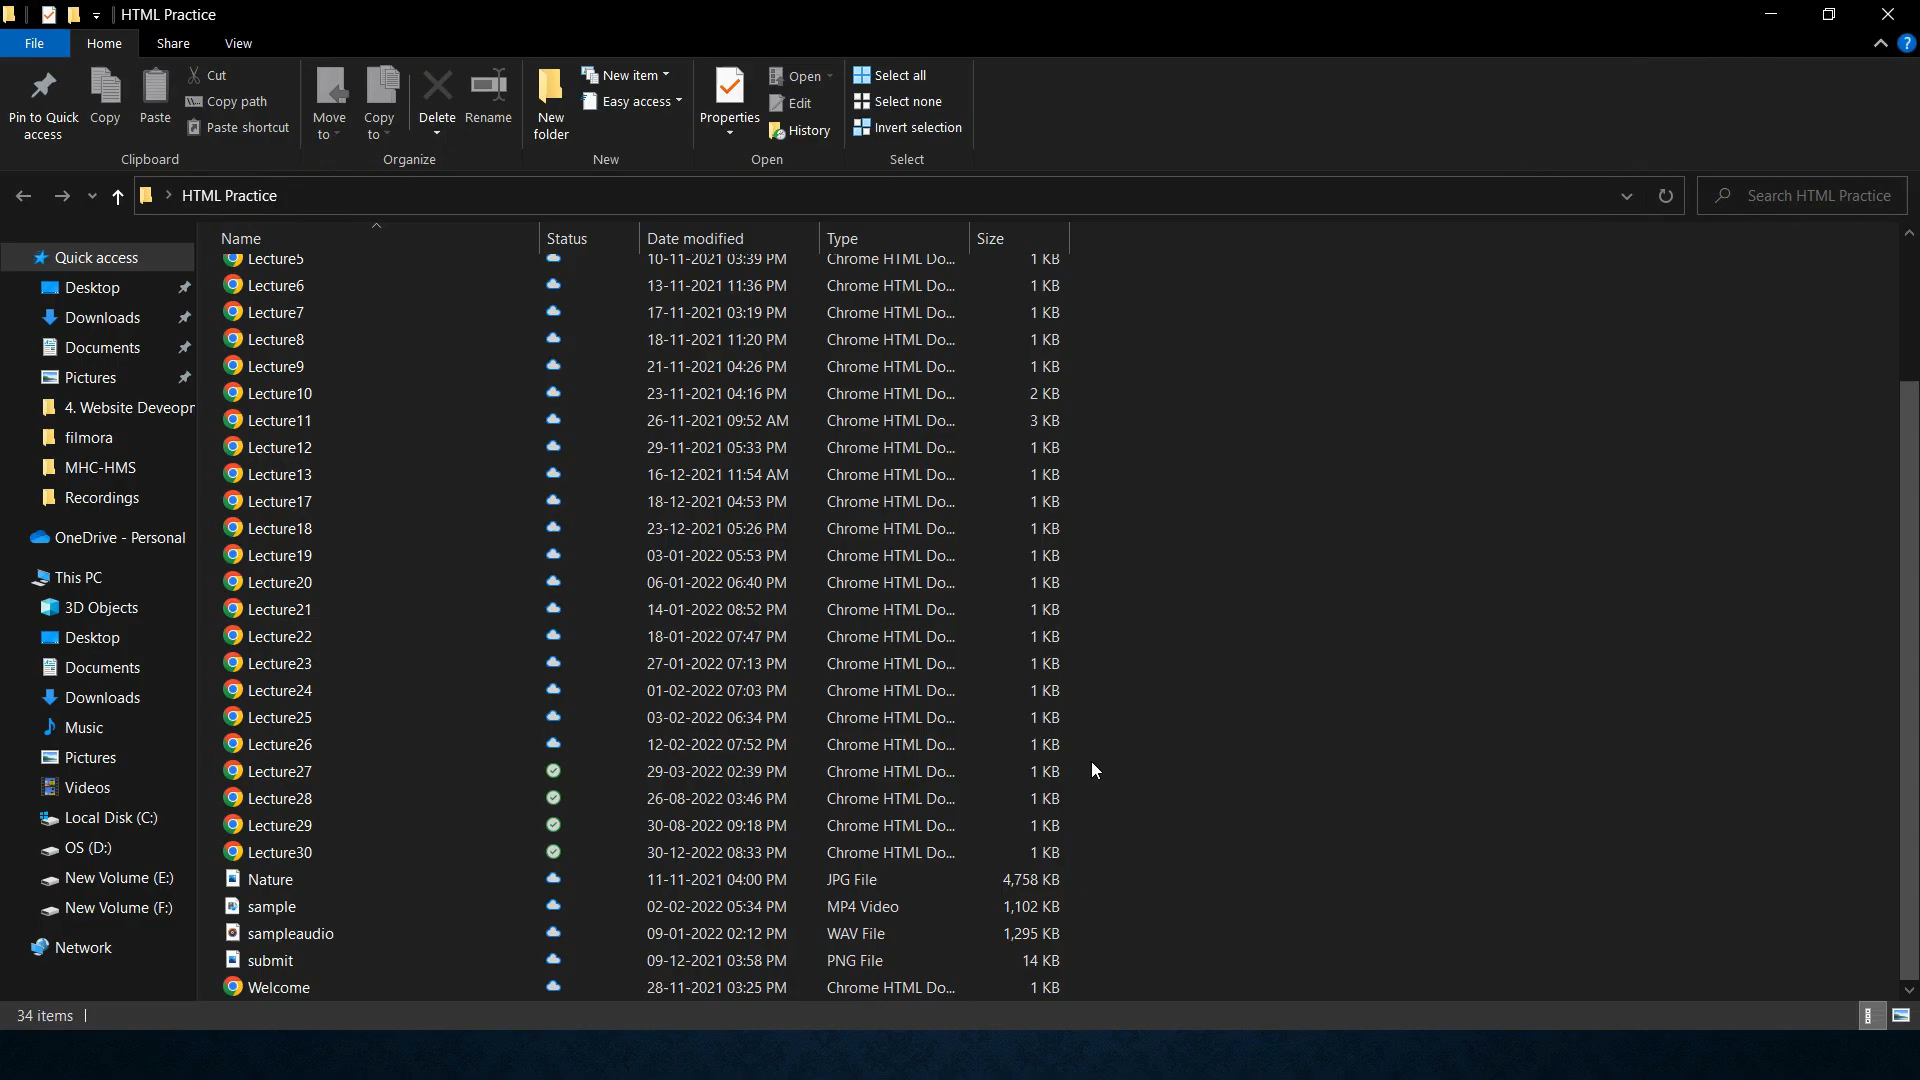 HTML Practice
File Home Share View
Pin to Quick access
Copy
Paste
Cut
Copy path
Paste shortcut
Clipboard
Move to
Copy to
Delete
Rename
Organize
New folder
New item
Easy access
New
Properties
Open
Edit
History
Open
Select all
Select none
Invert selection
Select
HTML Practice
Search HTML Practice
Quick access
Desktop
Downloads
Documents
Pictures
4. Website Deveopr
filmora
MHC-HMS
Recordings
OneDrive - Personal
This PC
3D Objects
Desktop
Documents
Downloads
Music
Pictures
Videos
Local Disk (C:)
OS (D:)
New Volume (E:)
New Volume (F:)
Network
Name Status Date modified Type Size
Lecture5 10-11-2021 03:39 PM Chrome HTML Do... 1 KB
Lecture6 13-11-2021 11:36 PM Chrome HTML Do... 1 KB
Lecture7 17-11-2021 03:19 PM Chrome HTML Do... 1 KB
Lecture8 18-11-2021 11:20 PM Chrome HTML Do... 1 KB
Lecture9 21-11-2021 04:26 PM Chrome HTML Do... 1 KB
Lecture10 23-11-2021 04:16 PM Chrome HTML Do... 2 KB
Lecture11 26-11-2021 09:52 AM Chrome HTML Do... 3 KB
Lecture12 29-11-2021 05:33 PM Chrome HTML Do... 1 KB
Lecture13 16-12-2021 11:54 AM Chrome HTML Do... 1 KB
Lecture17 18-12-2021 04:53 PM Chrome HTML Do... 1 KB
Lecture18 23-12-2021 05:26 PM Chrome HTML Do... 1 KB
Lecture19 03-01-2022 05:53 PM Chrome HTML Do... 1 KB
Lecture20 06-01-2022 06:40 PM Chrome HTML Do... 1 KB
Lecture21 14-01-2022 08:52 PM Chrome HTML Do... 1 KB
Lecture22 18-01-2022 07:47 PM Chrome HTML Do... 1 KB
Lecture23 27-01-2022 07:13 PM Chrome HTML Do... 1 KB
Lecture24 01-02-2022 07:03 PM Chrome HTML Do... 1 KB
Lecture25 03-02-2022 06:34 PM Chrome HTML Do... 1 KB
Lecture26 12-02-2022 07:52 PM Chrome HTML Do... 1 KB
Lecture27 29-03-2022 02:39 PM Chrome HTML Do... 1 KB
Lecture28 26-08-2022 03:46 PM Chrome HTML Do... 1 KB
Lecture29 30-08-2022 09:18 PM Chrome HTML Do... 1 KB
Lecture30 30-12-2022 08:33 PM Chrome HTML Do... 1 KB
Nature 11-11-2021 04:00 PM JPG File 4,758 KB
sample 02-02-2022 05:34 PM MP4 Video 1,102 KB
sampleaudio 09-01-2022 02:12 PM WAV File 1,295 KB
submit 09-12-2021 03:58 PM PNG File 14 KB
Welcome 28-11-2021 03:25 PM Chrome HTML Do... 1 KB
34 items